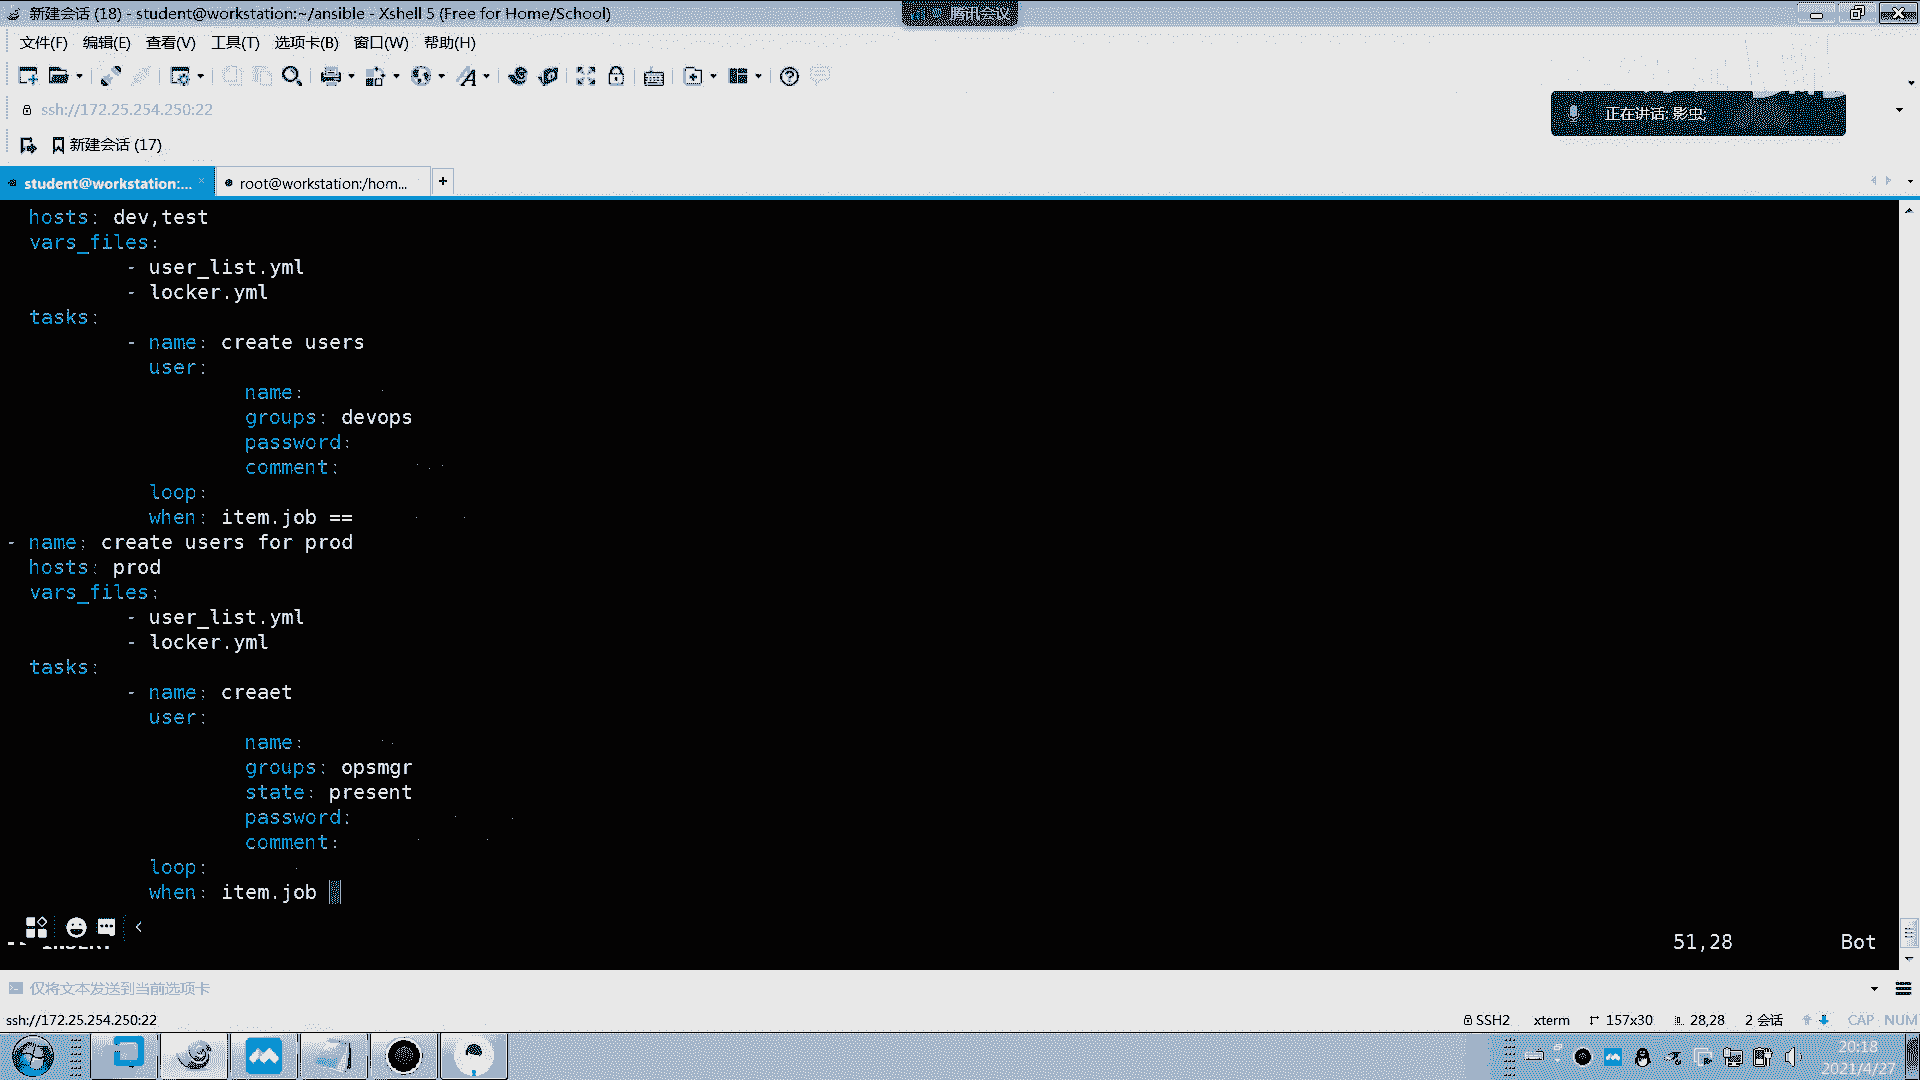 新建会话 (18) - student@workstation:~/ansible - Xshell 5 (Free for Home/School)
腾讯会议
文件(F) 编辑(E) 查看(V) 工具(T) 选项卡(B) 窗口(W) 帮助(H)
ssh://172.25.254.250:22
正在讲话: 影虫;
新建会话 (17)
student@workstation:...
root@workstation:/hom...
hosts: dev,test
vars_files:
- user_list.yml
- locker.yml
tasks:
- name: create users
user:
name:
groups: devops
password:
comment:
loop:
when: item.job ==
- name: create users for prod
hosts: prod
vars_files:
- user_list.yml
- locker.yml
tasks:
- name: creaet
user:
name:
groups: opsmgr
state: present
password:
comment:
loop:
when: item.job
51,28 Bot
仅将文本发送到当前选项卡
ssh://172.25.254.250:22
SSH2 xterm 157x30 28,28 2 会话 CAP NUM
20:18
2021/4/27